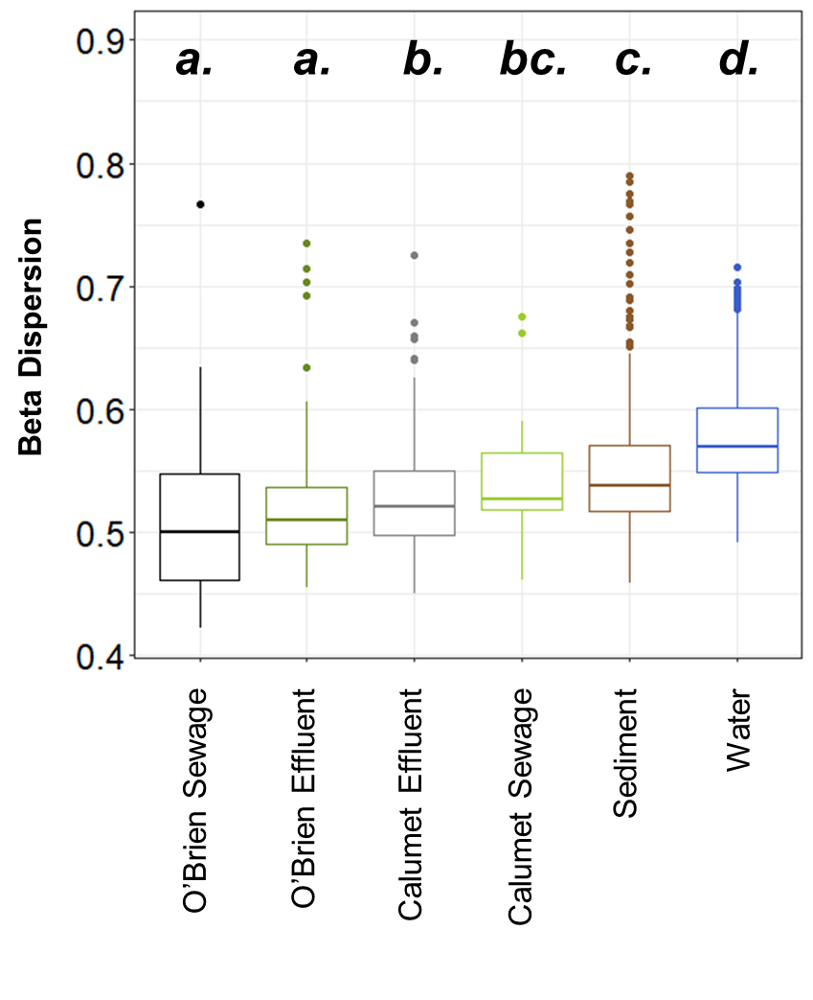 a. a. b. bc. c. d.
0.9
0.8
0.7
0.6
0.5
0.4
Beta Dispersion
O'Brien Sewage
O'Brien Effluent
Calumet Effluent
Calumet Sewage
Sediment
Water